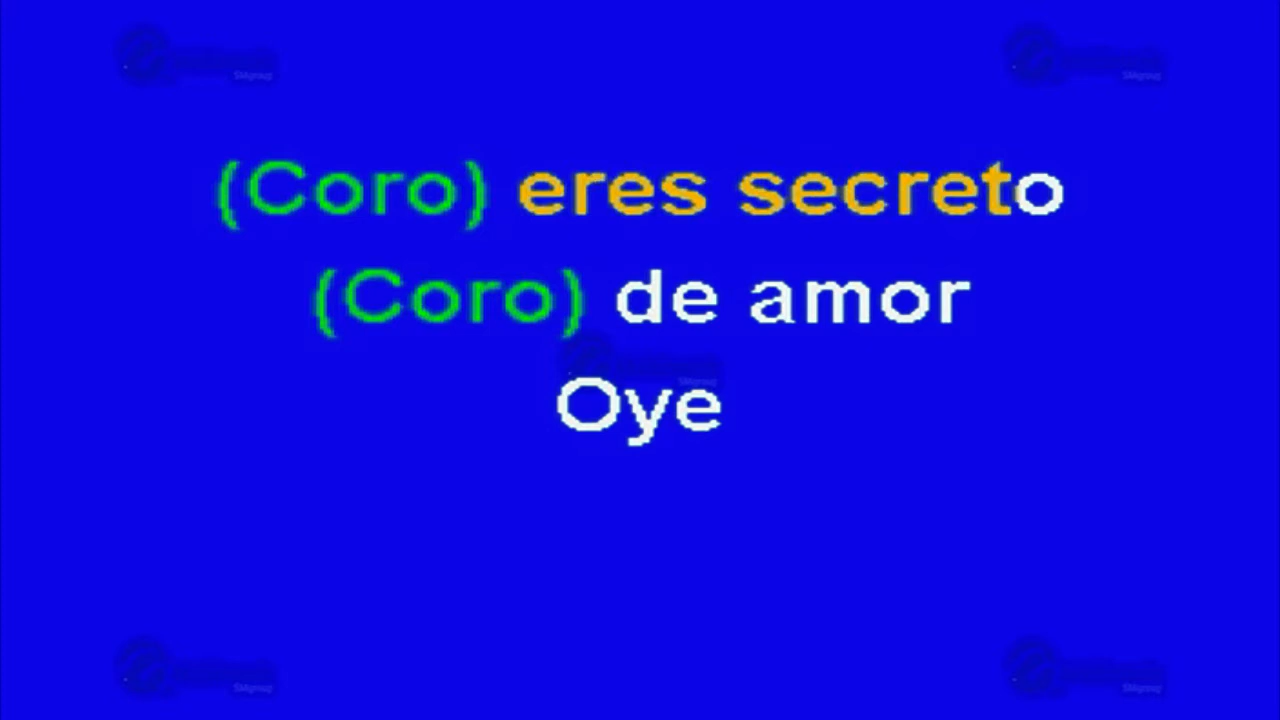 (Coro) eres secreto
(Coro) de amor
Oye